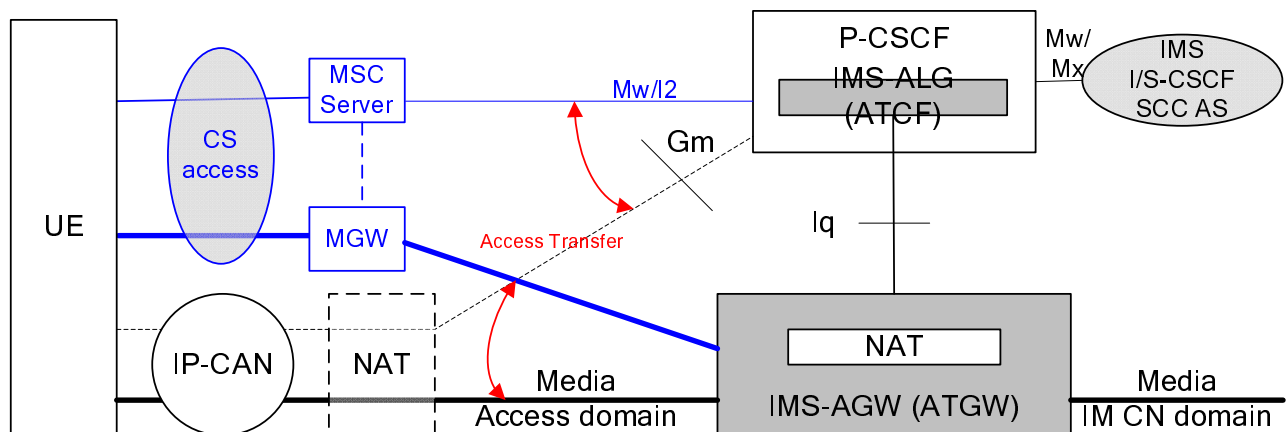 P-CSCF
IMS-ALG
(ATCF)
Mw/
Mx
IMS
I/S-CSCF
SCC AS
MSC
Server
Mw/I2
CS
access
Gm
UE
MGW
Access Transfer
Iq
IP-CAN
NAT
NAT
Media
Access domain
IMS-AGW (ATGW)
Media
IM CN domain